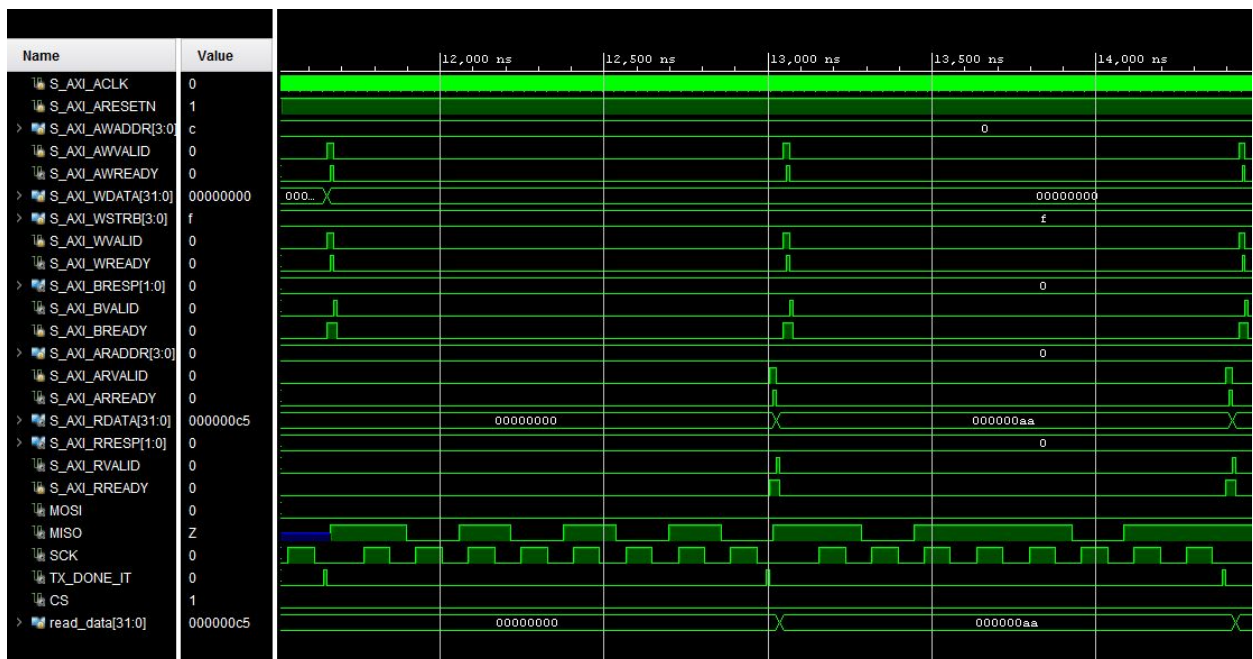 Name Value
12,000 ns 12,500 ns 13,000 ns 13,500 ns 14,000 ns
S_AXI_ACLK 0
S_AXI_ARESETN 1
S_AXI_AWADDR[3:0] c 0
S_AXI_AWVALID 0
S_AXI_AWREADY 0
S_AXI_WDATA[31:0] 00000000 000... 00000000
S_AXI_WSTRB[3:0] f f
S_AXI_WVALID 0
S_AXI_WREADY 0
S_AXI_BRESP[1:0] 0 0
S_AXI_BVALID 0
S_AXI_BREADY 0
S_AXI_ARADDR[3:0] 0 0
S_AXI_ARVALID 0
S_AXI_ARREADY 0
S_AXI_RDATA[31:0] 000000c5 00000000 000000aa
S_AXI_RRESP[1:0] 0 0
S_AXI_RVALID 0
S_AXI_RREADY 0
MOSI 0
MISO Z
SCK 0
TX_DONE_IT 0
CS 1
read_data[31:0] 000000c5 00000000 000000aa